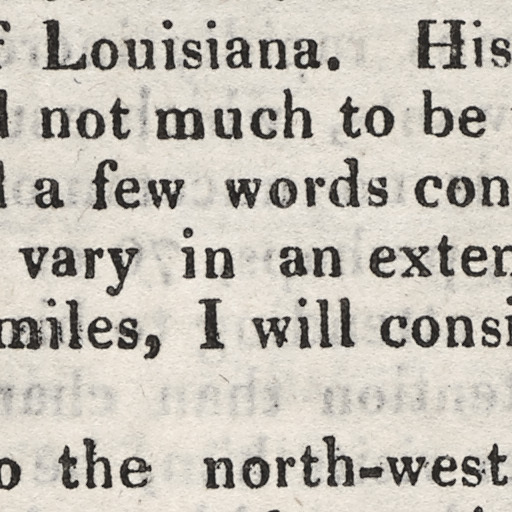 f Louisiana. His
d not much to be
d a few words con
vary in an exten
miles, I will consi
o the north-west